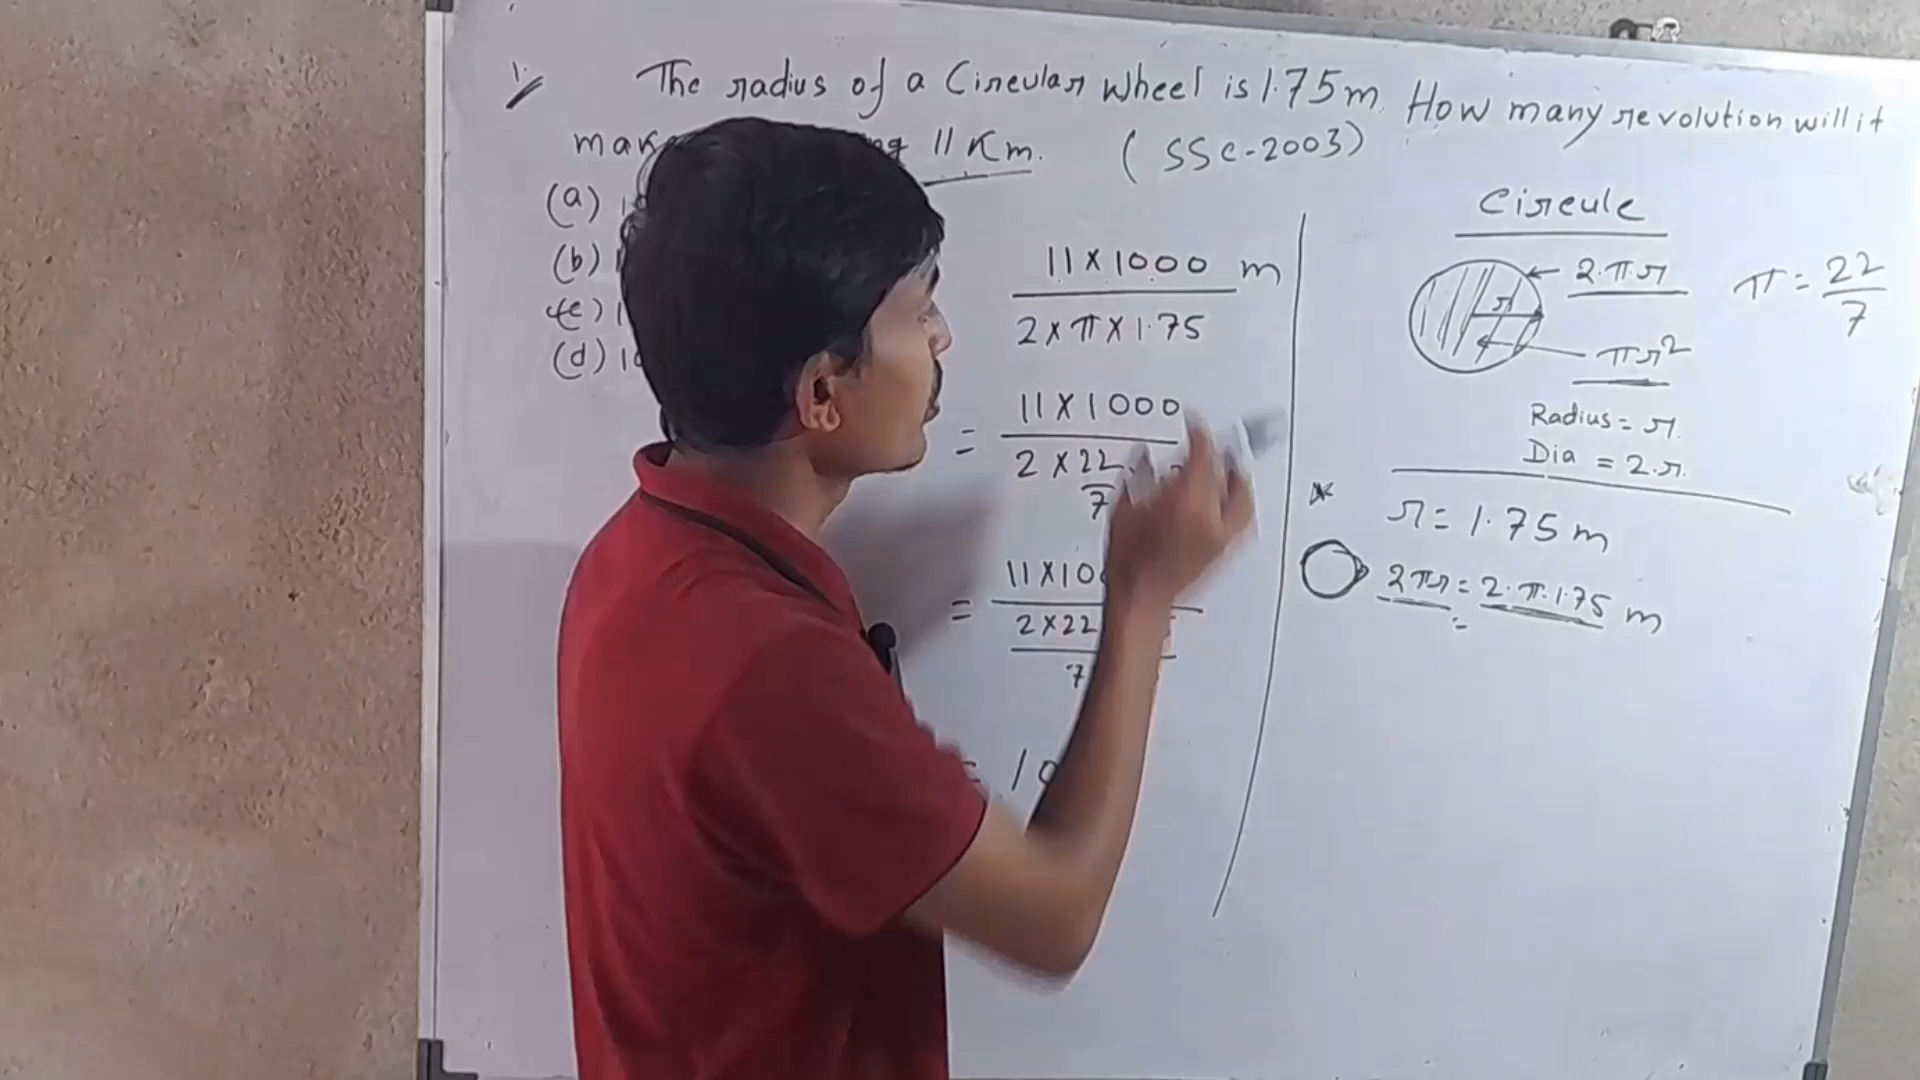 1.
The radius of a Circular wheel is 1.75m. How many revolution will it
11 Km. (SSC-2003)
(a)
(b)
(c)
(d)
11 x 1000 m
2 x π x 1.75
= 11 x 1000
2 x 22
7
= 11 x 10
2 x 22
7
= 10
Circule
2.π.r
r
πr²
π = 22
7
Radius = r.
Dia = 2.r.
* r = 1.75 m
2πr = 2.π.1.75 m
=